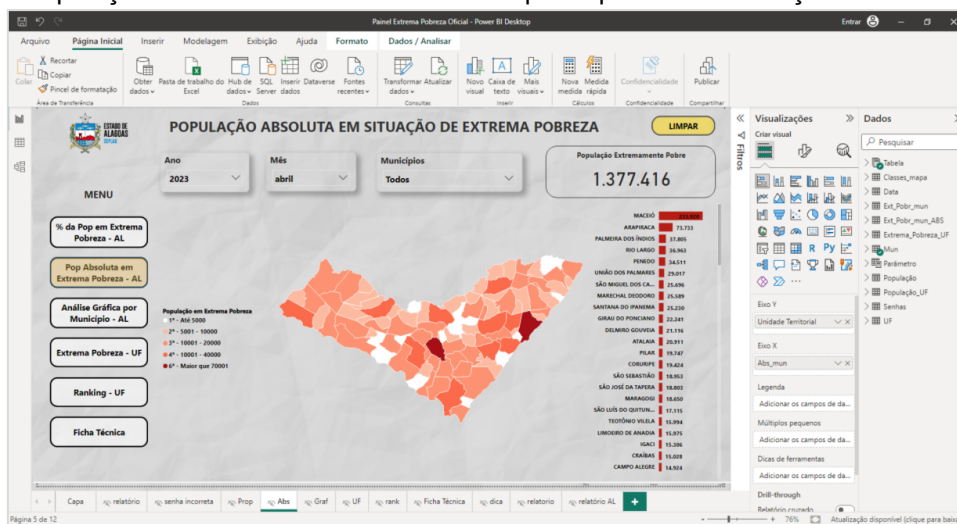 Painel Extrema Pobreza Oficial - Power BI Desktop
Entrar
Arquivo Página Inicial Inserir Modelagem Exibição Ajuda Formato Dados / Analisar
Colar
Recortar
Copiar
Pincel de formatação
Obter dados
Pasta de trabalho do Excel
Hub de dados
SQL Server
Inserir dados
Dataverse
Fontes recentes
Transformar dados
Atualizar
Novo visual
Caixa de texto
Mais visuais
Nova medida
Medida rápida
Confidencialidade
Publicar
Área de Transferência
Dados
Consultas
Inserir
Cálculos
Confidencialidade
Compartilhar
ESTADO DE
ALAGOAS
SEPLAG
POPULAÇÃO ABSOLUTA EM SITUAÇÃO DE EXTREMA POBREZA
LIMPAR
Ano
2023
Mês
abril
Municípios
Todos
População Extremamente Pobre
1.377.416
MENU
% da Pop em Extrema
Pobreza - AL
Pop Absoluta em
Extrema Pobreza - AL
Análise Gráfica por
Município - AL
Extrema Pobreza - UF
Ranking - UF
Ficha Técnica
População em Extrema Pobreza
1ª - Até 5000
2ª - 5001 - 10000
3ª - 10001 - 20000
4ª - 10001 - 40000
6ª - Maior que 70001
MACEIÓ
ARAPIRACA 73.733
PALMEIRA DOS ÍNDIOS 37.805
RIO LARGO 36.963
PENEDO 34.511
UNIÃO DOS PALMARES 29.017
SÃO MIGUEL DOS CA... 25.696
MARECHAL DEODORO 25.589
SANTANA DO IPANEMA 25.230
GIRAU DO PONCIANO 22.241
DELMIRO GOUVEIA 21.116
ATALAIA 20.911
PILAR 19.747
CORURIPE 19.424
SÃO SEBASTIÃO 18.953
SÃO JOSÉ DA TAPERA 18.803
MARAGOGI 18.650
SÃO LUÍS DO QUITUN... 17.115
TEOTÔNIO VILELA 15.994
LIMOEIRO DE ANADIA 15.975
IGACI 15.306
CRAÍBAS 15.028
CAMPO ALEGRE 14.924
Filtros
Visualizações
Criar visual
Eixo Y
Unidade Territorial
Eixo X
Abs_mun
Legenda
Adicionar os campos de da...
Múltiplos pequenos
Adicionar os campos de da...
Dicas de ferramentas
Adicionar os campos de da...
Drill-through
Relatório cruzado
Dados
Pesquisar
Tabela
Classes_mapa
Data
Ext_Pobr_mun
Ext_Pobr_mun_ABS
Extrema_Pobreza_UF
Mun
Parâmetro
População
População_UF
Senhas
UF
Capa relatório senha incorreta Prop Abs Graf UF rank Ficha Técnica dica relatorio relatório AL
Página 5 de 12
76%
Atualização disponível (clique para baixa